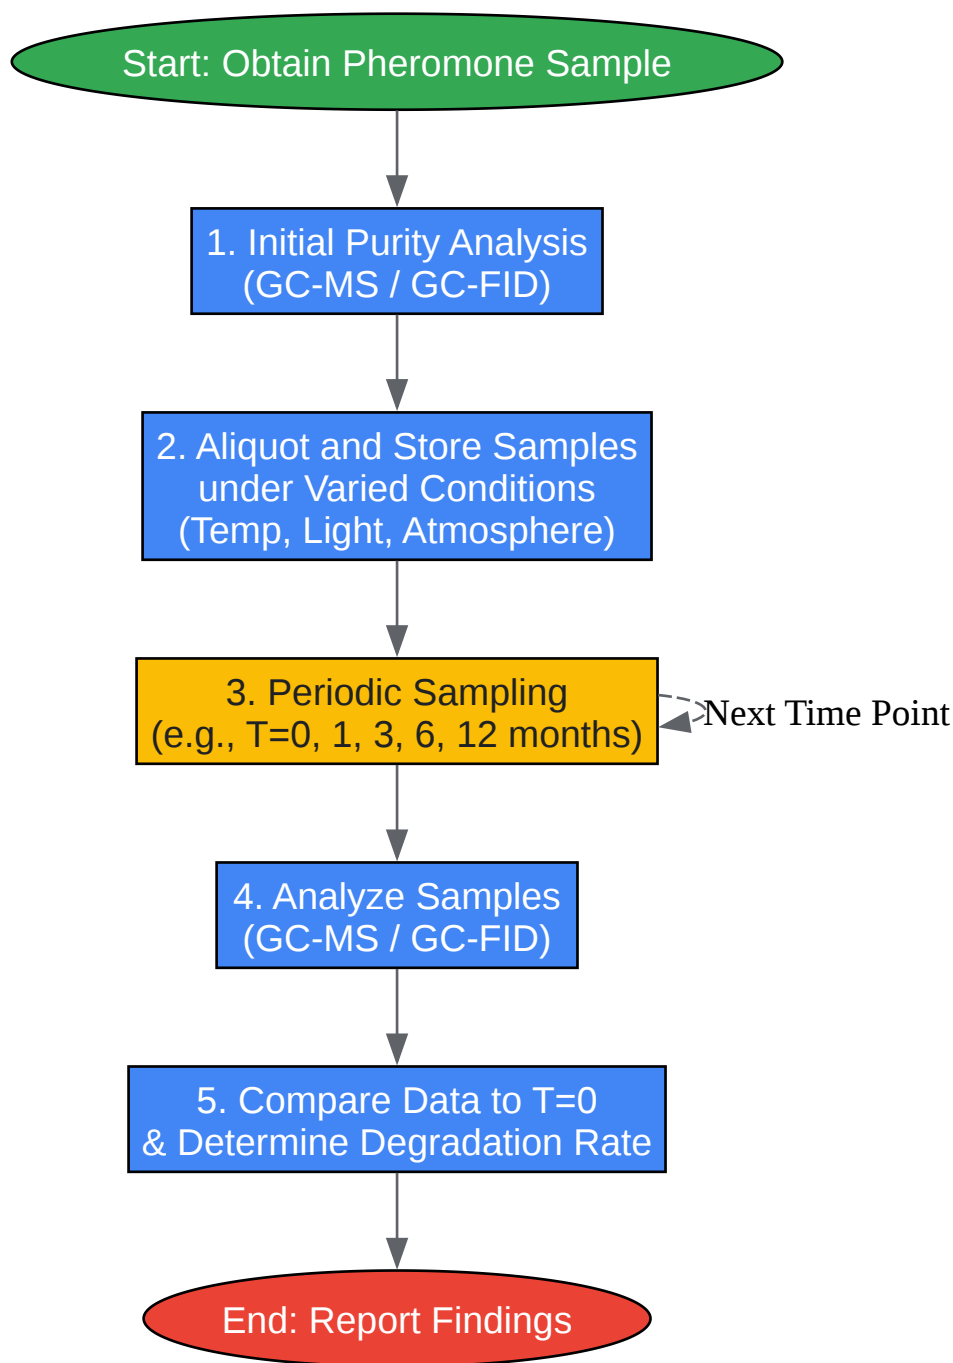 Start: Obtain Pheromone Sample
1. Initial Purity Analysis
(GC-MS / GC-FID)
2. Aliquot and Store Samples
under Varied Conditions
(Temp, Light, Atmosphere)
3. Periodic Sampling
(e.g., T=0, 1, 3, 6, 12 months)
Next Time Point
4. Analyze Samples
(GC-MS / GC-FID)
5. Compare Data to T=0
& Determine Degradation Rate
End: Report Findings